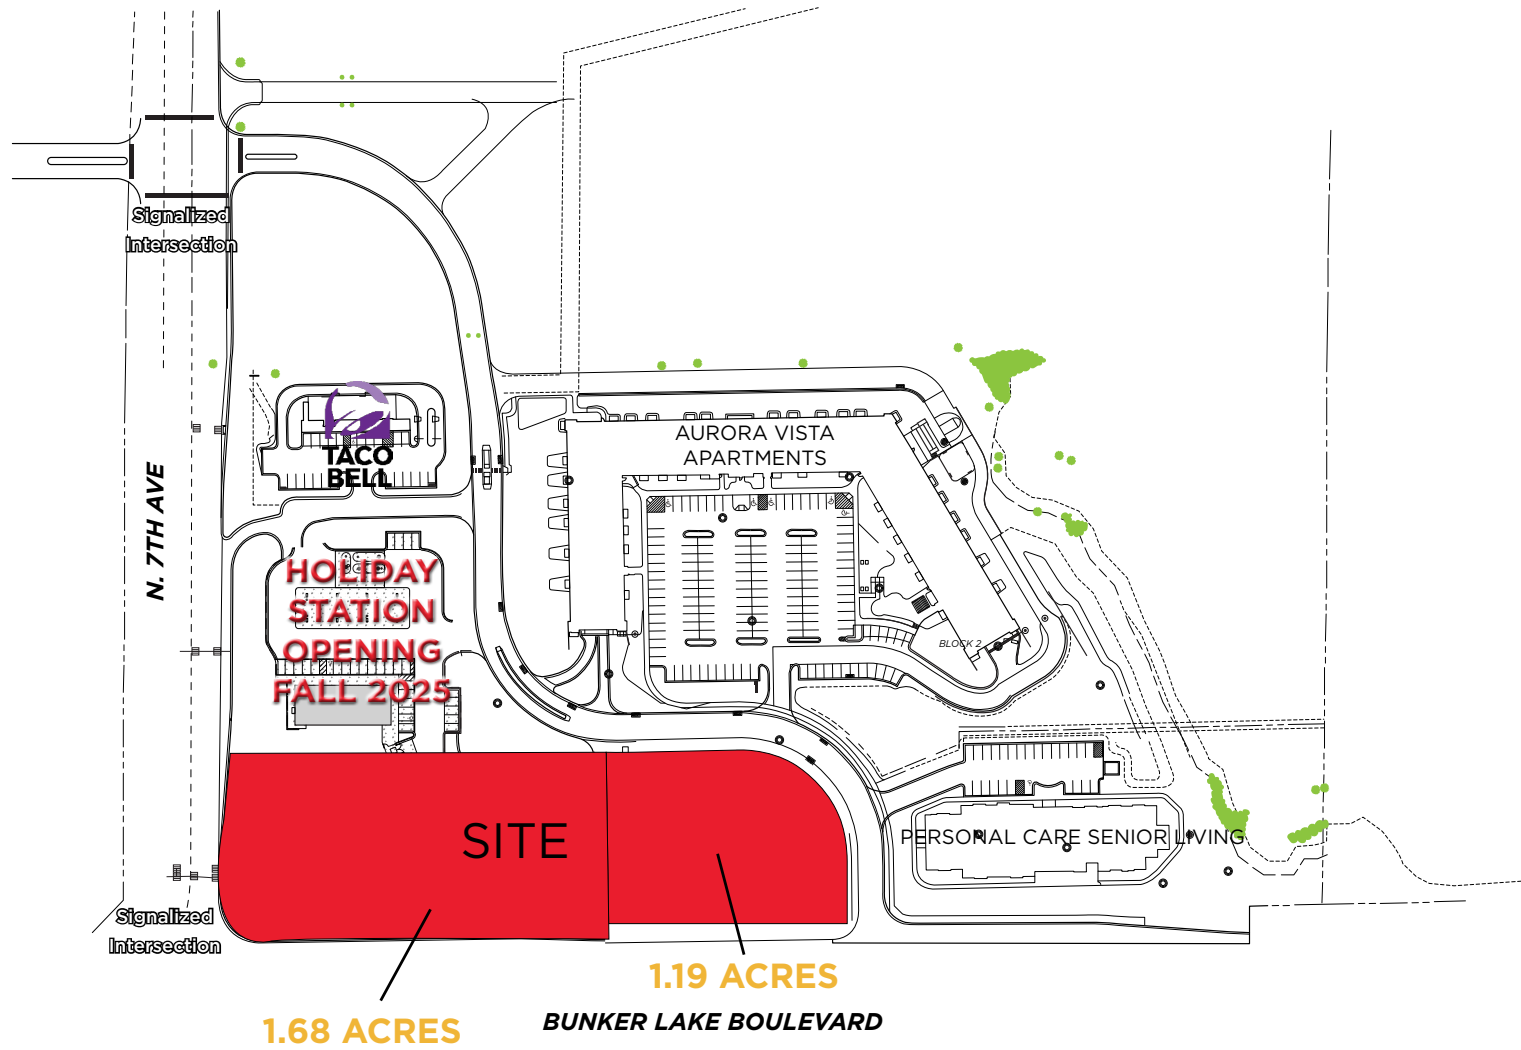 Signalized
Intersection
TACO
BELL
AURORA VISTA
APARTMENTS
N. 7TH AVE
HOLIDAY
STATION
OPENING
FALL 2025
BLOCK 2
SITE
PERSONAL CARE SENIOR LIVING
Signalized
Intersection
1.19 ACRES
1.68 ACRES
BUNKER LAKE BOULEVARD